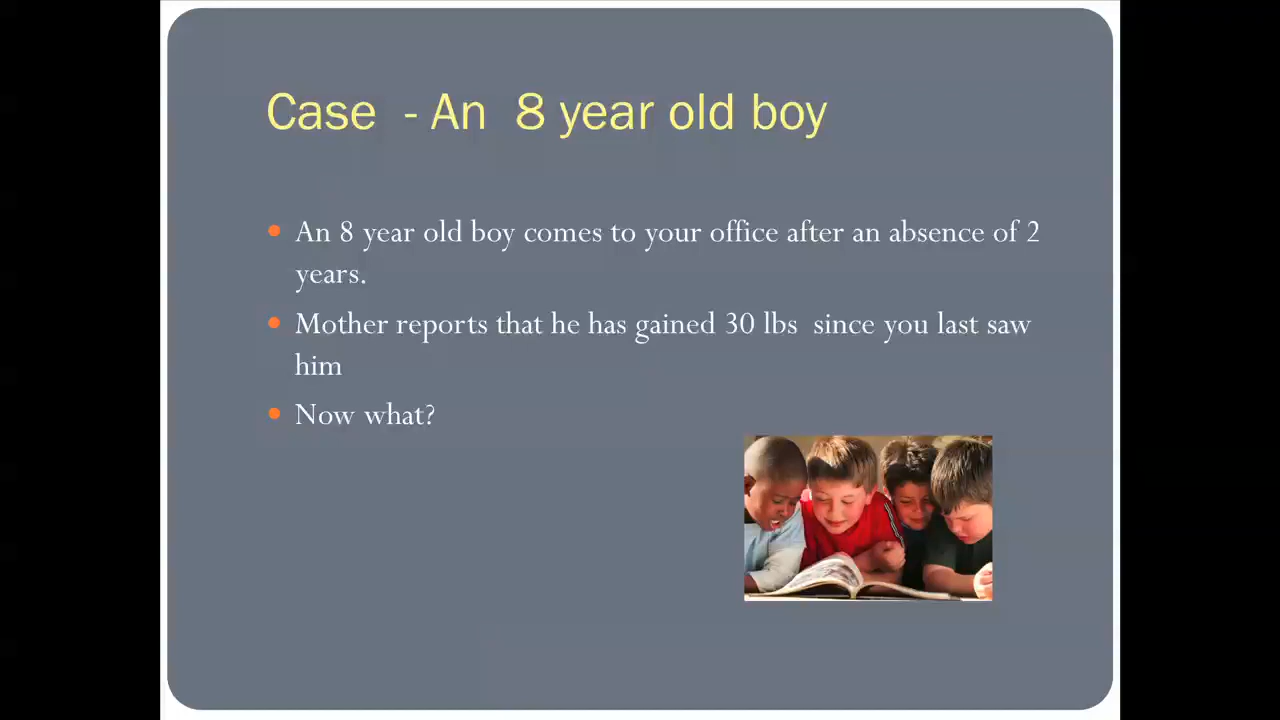 Case - An 8 year old boy
An 8 year old boy comes to your office after an absence of 2
years.
Mother reports that he has gained 30 lbs since you last saw
him
Now what?